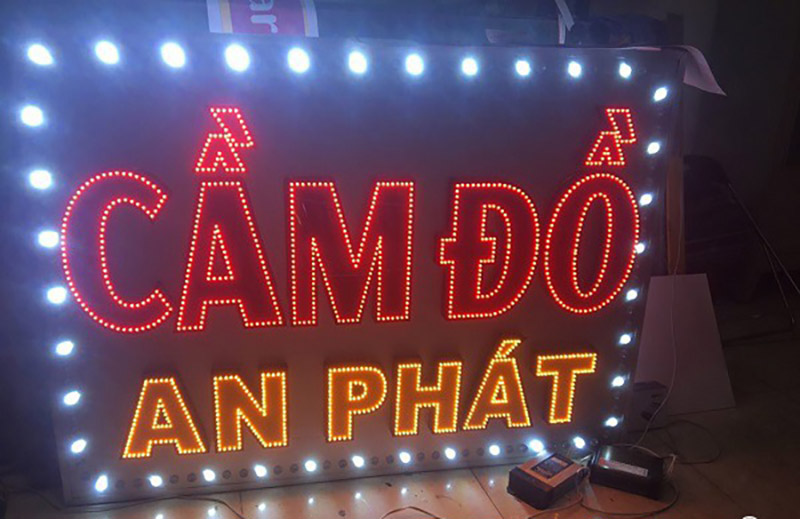 CẦM ĐỒ
AN PHÁT